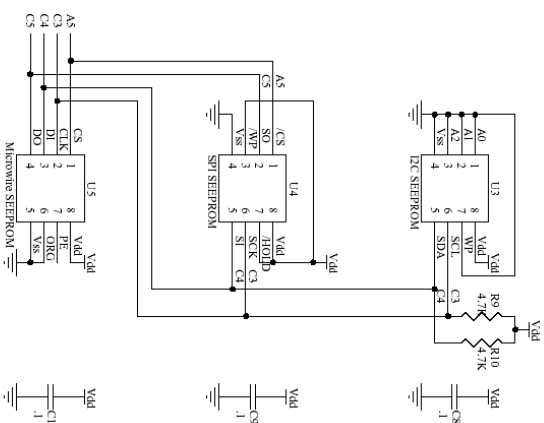 C5
C4
C3
A5
CS
CLK
DI
DO
1
2
3
4
U5
8
7
6
5
Vdd
PE
ORG
Vss
Vdd
Microwire SEEPROM
A5
C5
/CS
SO
/WP
Vss
1
2
3
4
U4
8
7
6
5
Vdd
/HOLD
SCK
SI
Vdd
C3
C4
SPI SEEPROM
A0
A1
A2
Vss
1
2
3
4
U3
8
7
6
5
Vdd
WP
SCL
SDA
Vdd
C3
C4
I2C SEEPROM
R9
4.7K
R10
4.7K
Vdd
Vdd
.1
Vdd
C9
.1
Vdd
C8
.1